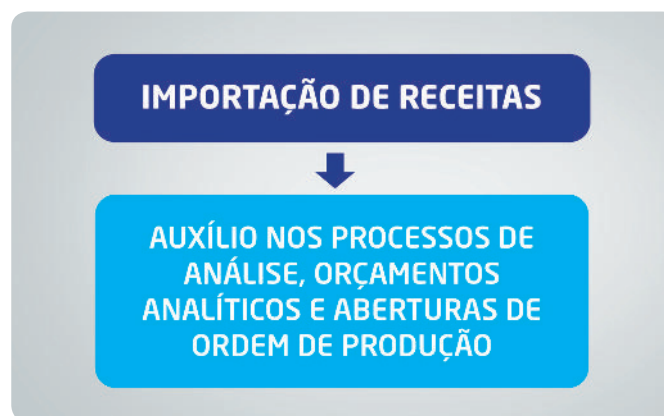 IMPORTAÇÃO DE RECEITAS
AUXÍLIO NOS PROCESSOS DE
ANÁLISE, ORÇAMENTOS
ANALÍTICOS E ABERTURAS DE
ORDEM DE PRODUÇÃO